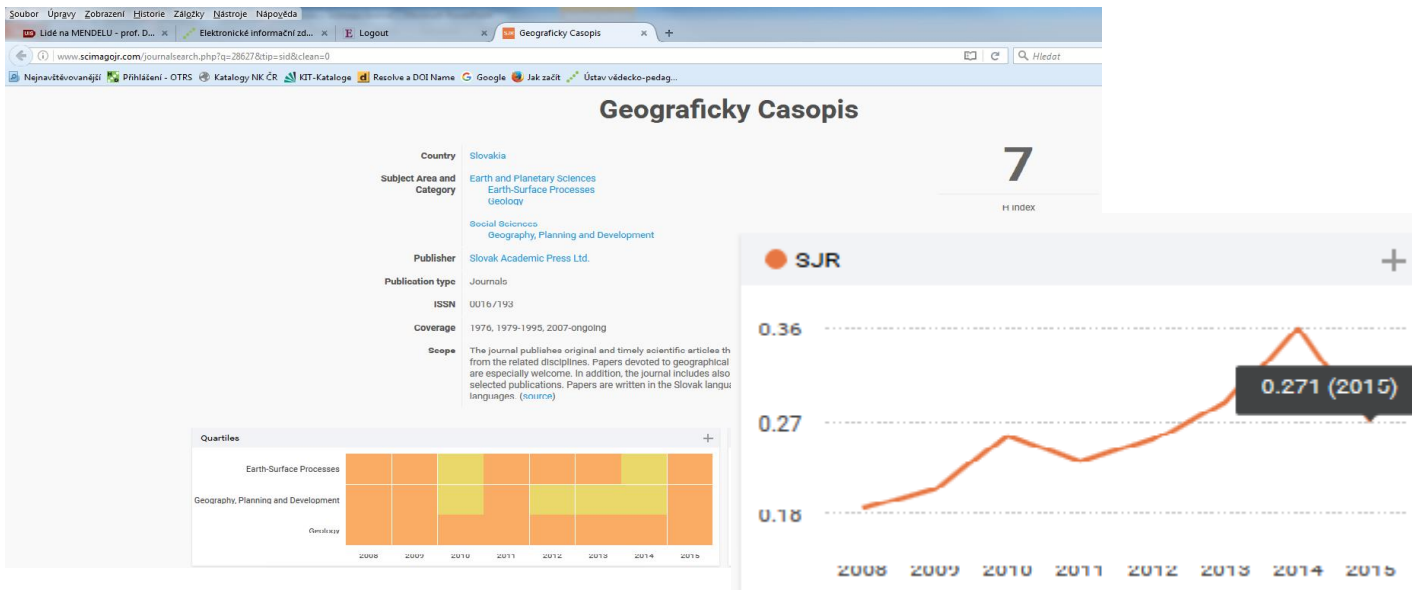 Soubor Úpravy Zobrazení Historie Záložky Nástroje Nápověda
Lidé na MENDELU - prof. D... × Elektronické informační zd... × E Logout × Geograficky Casopis × +
www.scimagojr.com/journalsearch.php?q=28627&tip=sid&clean=0 Hledat
Nejnavštěvovanější Přihlášení - OTRS Katalogy NK ČR KIT-Kataloge Resolve a DOI Name Google Jak začít Ústav vědecko-pedag...
Geograficky Casopis
Country Slovakia
Subject Area and Category
Earth and Planetary Sciences
Earth-Surface Processes
Geology
Social Sciences
Geography, Planning and Development
Publisher Slovak Academic Press Ltd.
Publication type Journals
ISSN 00167193
Coverage 1976, 1979-1995, 2007-ongoing
Scope The journal publishes original and timely scientific articles th
from the related disciplines. Papers devoted to geographical
are especially welcome. In addition, the journal includes also
selected publications. Papers are written in the Slovak langua
languages. (source)
7
H Index
Quartiles +
Earth-Surface Processes
Geography, Planning and Development
Geology
2008 2009 2010 2011 2012 2013 2014 2015
SJR +
0.36
0.271 (2015)
0.27
0.18
2008 2009 2010 2011 2012 2013 2014 2015